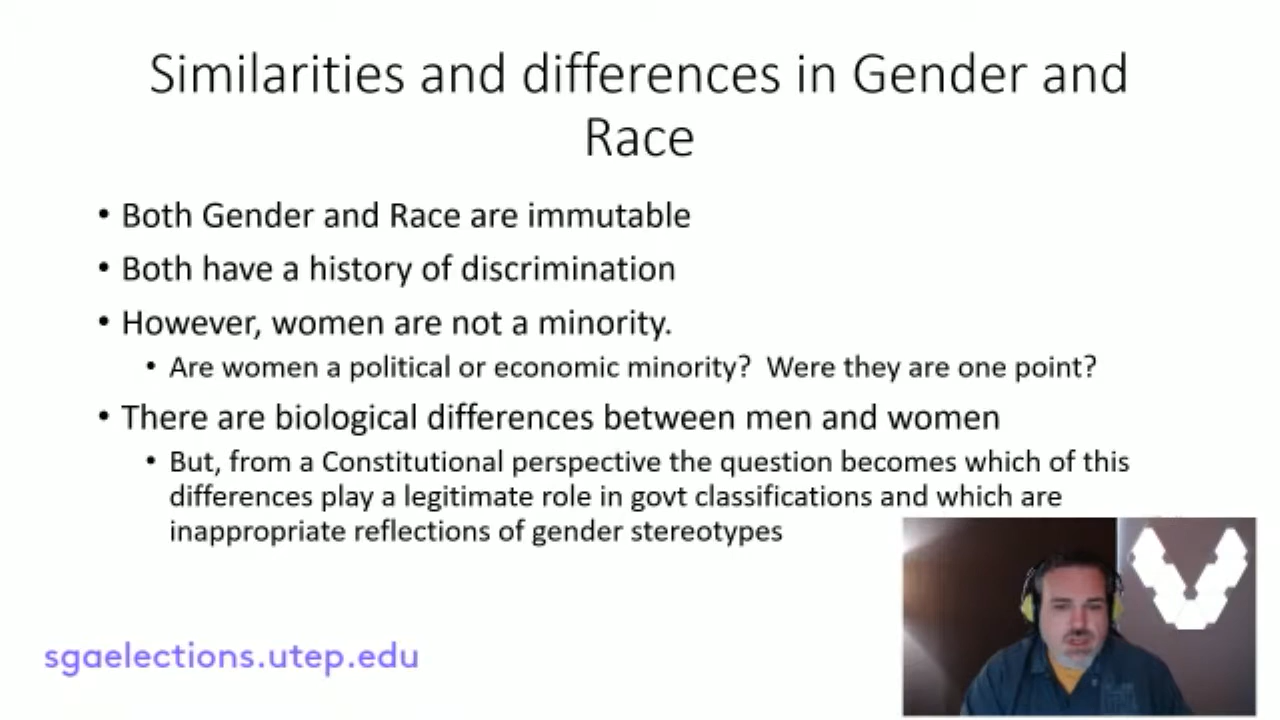 Similarities and differences in Gender and
Race
• Both Gender and Race are immutable
• Both have a history of discrimination
• However, women are not a minority.
• Are women a political or economic minority?  Were they are one point?
• There are biological differences between men and women
• But, from a Constitutional perspective the question becomes which of this
differences play a legitimate role in govt classifications and which are
inappropriate reflections of gender stereotypes
sgaelections.utep.edu